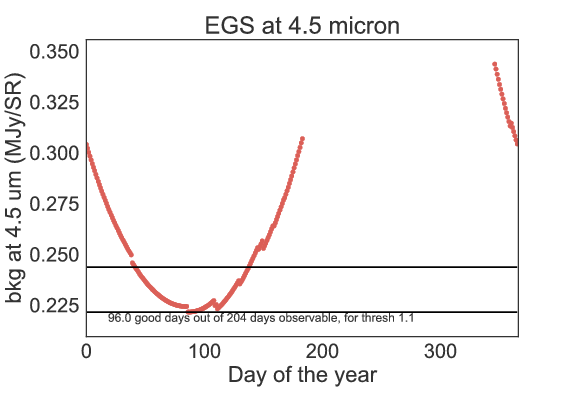 EGS at 4.5 micron
bkg at 4.5 um (MJy/SR)
0.350
0.325
0.300
0.275
0.250
0.225
96.0 good days out of 204 days observable, for thresh 1.1
0 100 200 300
Day of the year